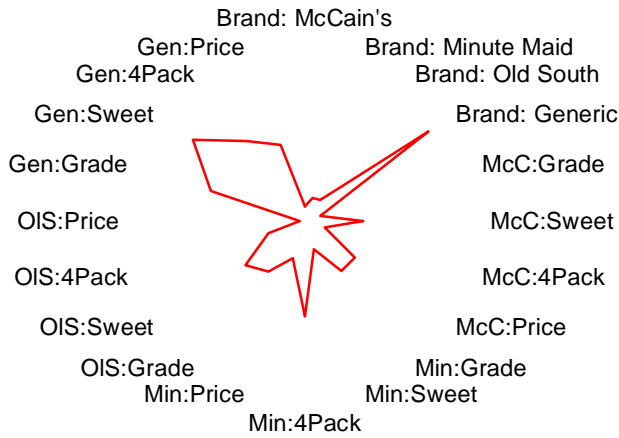 Brand: McCain's
Gen:Price
Brand: Minute Maid
Gen:4Pack
Brand: Old South
Gen:Sweet
Brand: Generic
Gen:Grade
McC:Grade
OlS:Price
McC:Sweet
OlS:4Pack
McC:4Pack
OlS:Sweet
McC:Price
OlS:Grade
Min:Grade
Min:Price
Min:Sweet
Min:4Pack